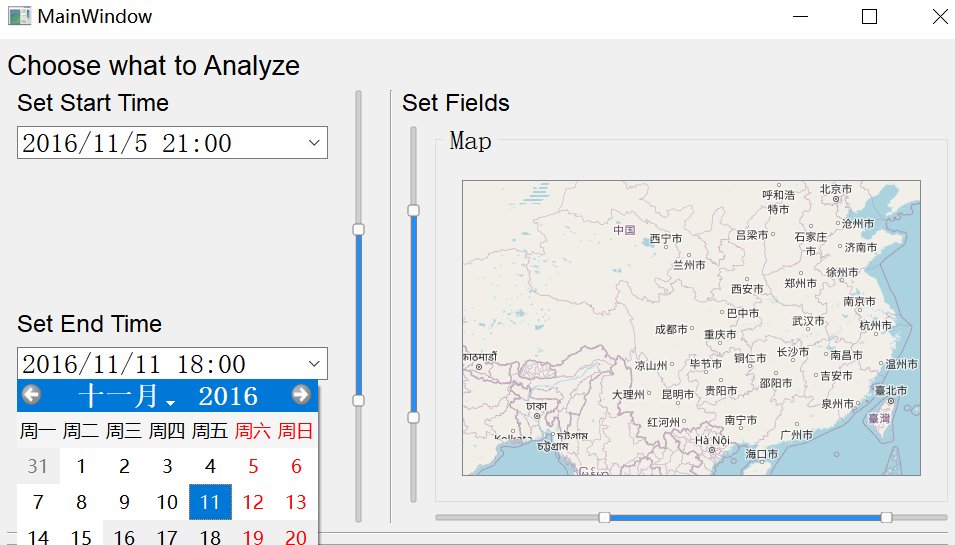 MainWindow
Choose what to Analyze
Set Start Time
2016/11/5 21:00
Set End Time
2016/11/11 18:00
十一月 2016
周一 周二 周三 周四 周五 周六 周日
31 1 2 3 4 5 6
7 8 9 10 11 12 13
14 15 16 17 18 19 20
Set Fields
Map
呼和浩
特市
北京市
中国
西宁市
吕梁市
石家庄
市
沧州市
济南市
兰州市
西安市
郑州市
徐州市
巴中市
南京市
成都市
重庆市
武汉市
杭州市
काठमाडौँ
凉山州
毕节市
铜仁市
长沙市
南昌市
温州市
大理州
昆明市
贵阳市
邵阳市
吉安市
臺北市
ঢাকা
泉州市
臺灣
红河州
南宁市
广州市
Kolkata
চট্টগ্রাম
চট্টগ্রাম
Hà Nội
海口市